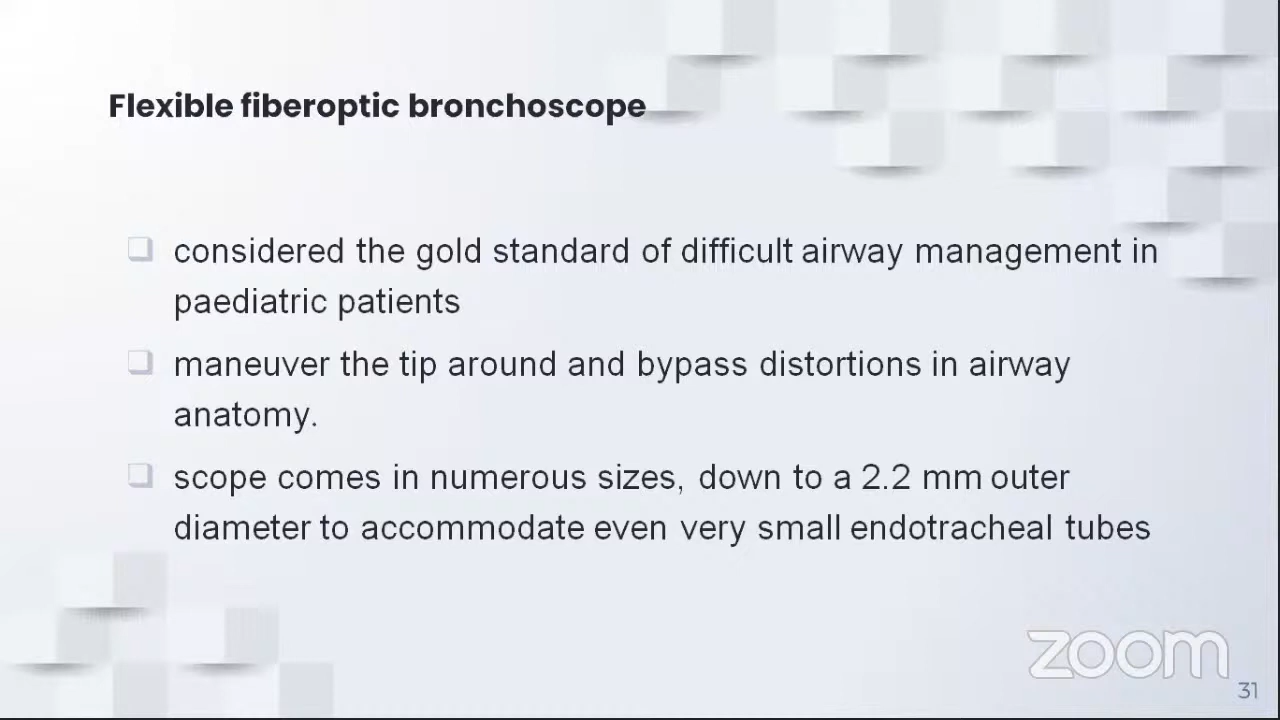 Flexible fiberoptic bronchoscope
considered the gold standard of difficult airway management in
paediatric patients
maneuver the tip around and bypass distortions in airway
anatomy.
scope comes in numerous sizes, down to a 2.2 mm outer
diameter to accommodate even very small endotracheal tubes
zoom
31